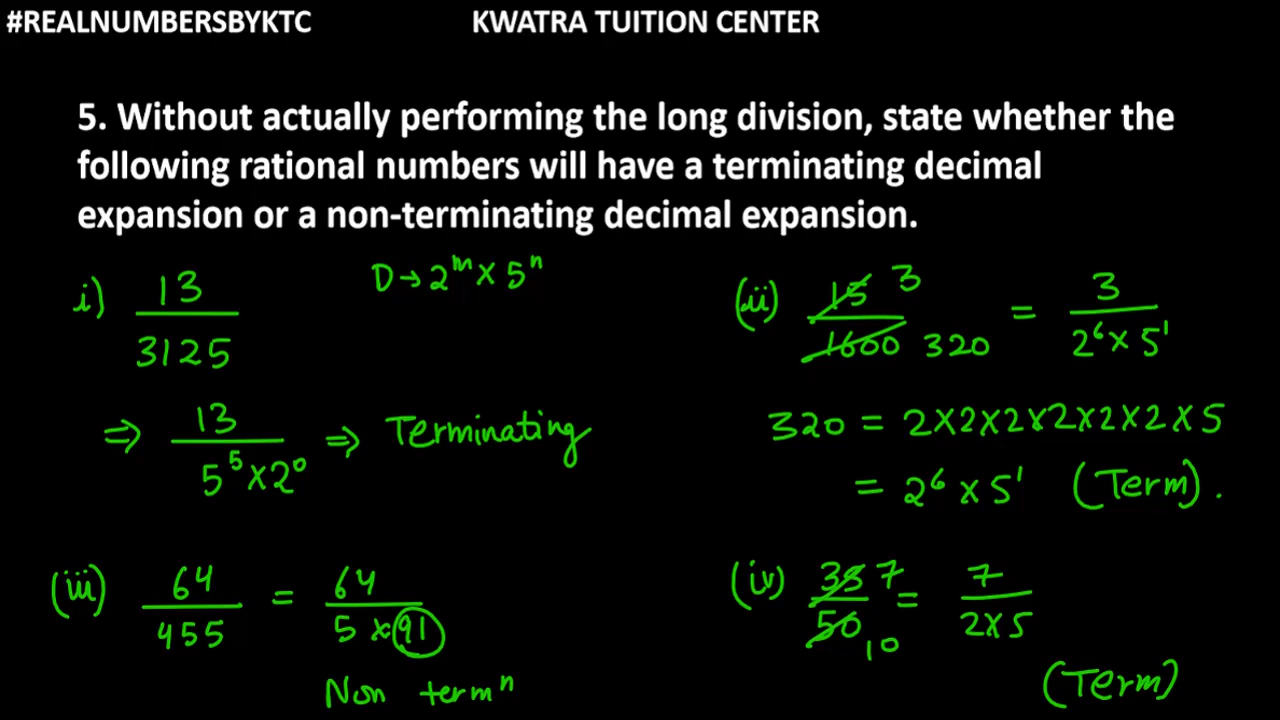 #REALNUMBERSBYKTC KWATRA TUITION CENTER
5. Without actually performing the long division, state whether the
following rational numbers will have a terminating decimal
expansion or a non-terminating decimal expansion.
i) 13/3125
D → 2^m × 5^n
⇒ 13/(5^5 × 2^0) ⇒ Terminating
(ii) 15/1600 3 320 = 3/(2^6 × 5^1)
320 = 2×2×2×2×2×2×5
= 2^6 × 5^1 (Term).
(iii) 64/455 = 64/(5 × 91)
Non term^n
(iv) 35/50 7 10 = 7/(2×5)
(Term)